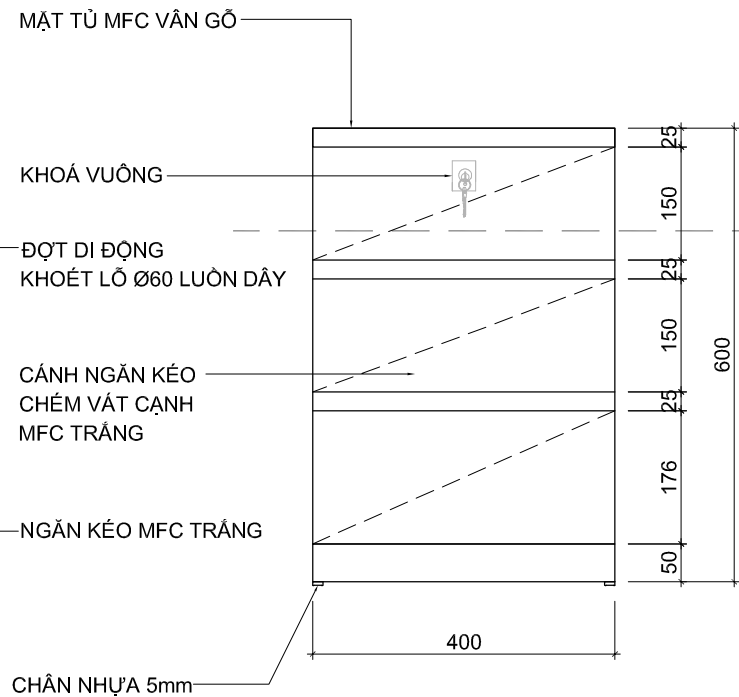 MẶT TỦ MFC VÂN GỖ
KHOÁ VUÔNG
ĐỢT DI ĐỘNG
KHOÉT LỖ Ø60 LUỒN DÂY
CÁNH NGĂN KÉO
CHÉM VÁT CẠNH
MFC TRẮNG
NGĂN KÉO MFC TRẮNG
CHÂN NHỰA 5mm
25
150
25
150
25
176
50
600
400